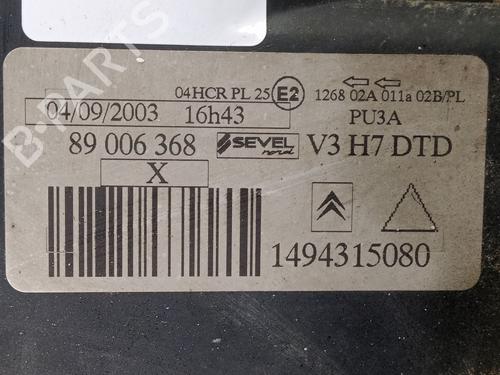 04HCR PL 25 E2 1268 02A 011a 02B/PL
04/09/2003 16h43 PU3A
89 006 368 SEVEL nord V3 H7 DTD
X
1494315080
B-PARTS